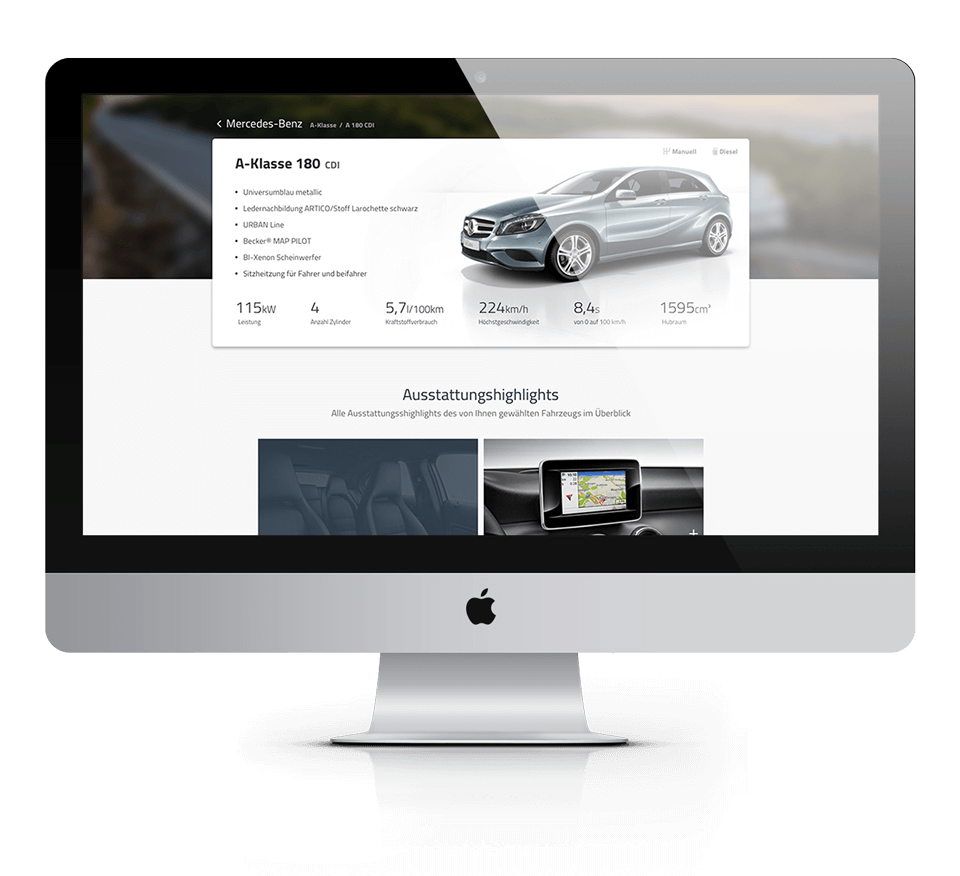 Mercedes-Benz A-Klasse / A 180 CDI
Manuell Diesel
A-Klasse 180 CDI
• Universumblau metallic
• Ledernachbildung ARTICO/Stoff Larochette schwarz
• URBAN Line
• Becker® MAP PILOT
• BI-Xenon Scheinwerfer
• Sitzheitzung für Fahrer und beifahrer
115kW 4 5,7l/100km 224km/h 8,4s 1595cm³
Leistung Anzahl Zylinder Kraftstoffverbrauch Höchstgeschwindigkeit von 0 auf 100 km/h Hubraum
Ausstattungshighlights
Alle Ausstattungsshighlights des von Ihnen gewählten Fahrzeugs im Überblick